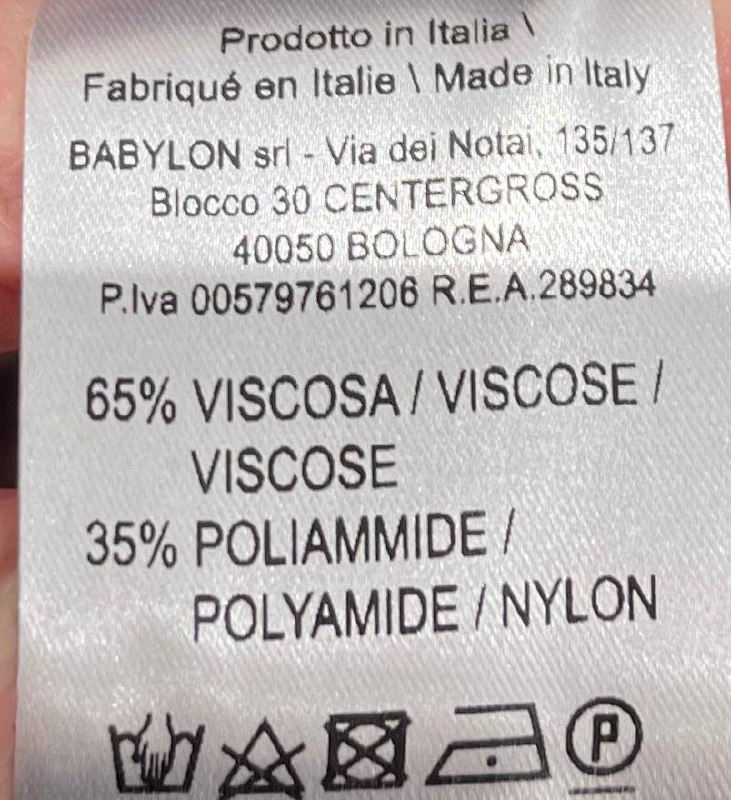 Prodotto in Italia \
Fabriqué en Italie \ Made in Italy
BABYLON srl - Via dei Notai, 135/137
Blocco 30 CENTERGROSS
40050 BOLOGNA
P.Iva 00579761206 R.E.A.289834
65% VISCOSA / VISCOSE /
VISCOSE
35% POLIAMMIDE /
POLYAMIDE / NYLON
P